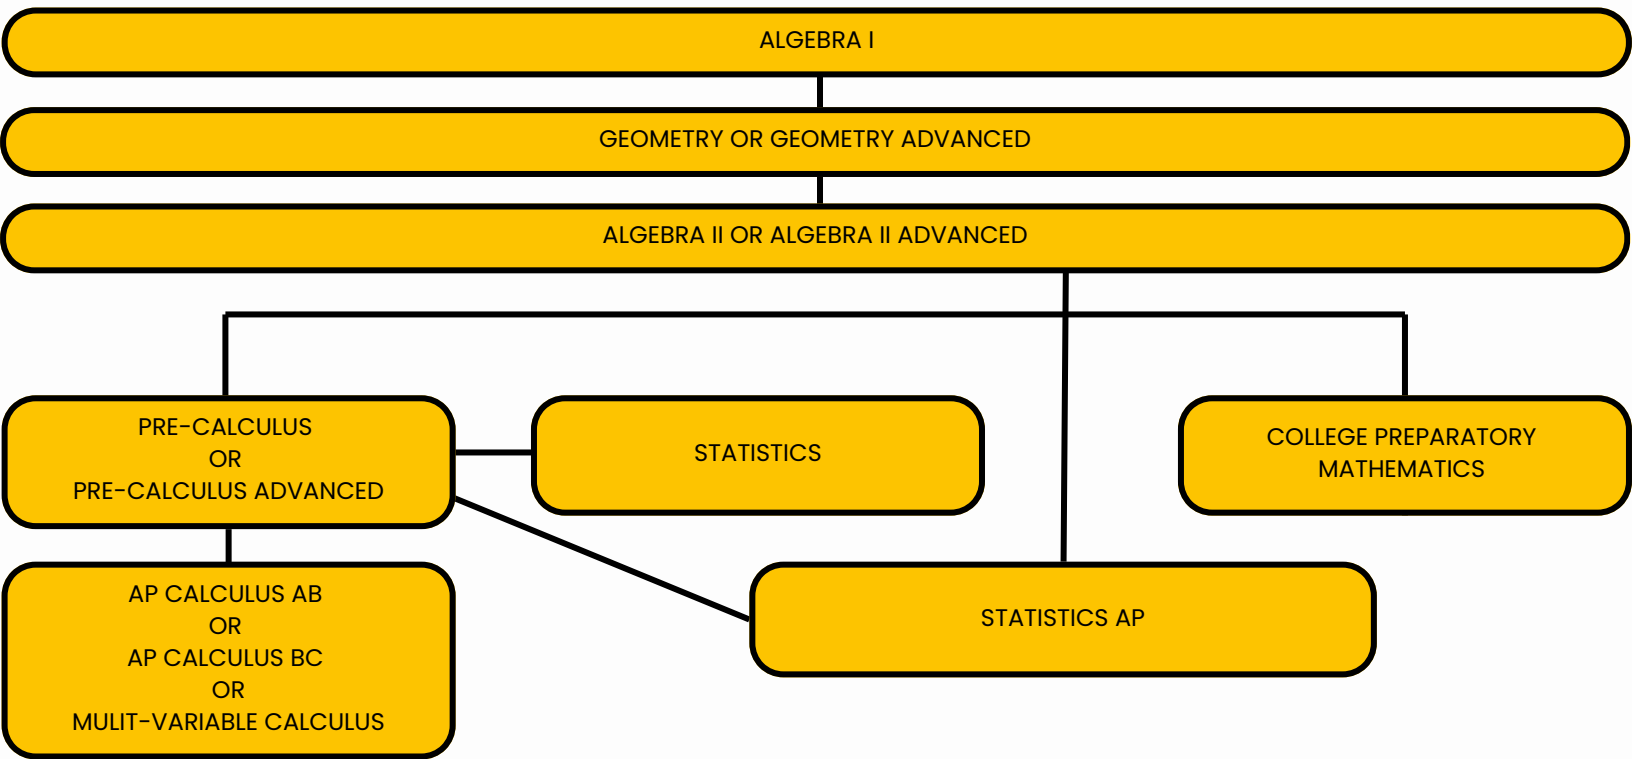 ALGEBRA I
GEOMETRY OR GEOMETRY ADVANCED
ALGEBRA II OR ALGEBRA II ADVANCED
PRE-CALCULUS
OR
PRE-CALCULUS ADVANCED
STATISTICS
COLLEGE PREPARATORY
MATHEMATICS
AP CALCULUS AB
OR
AP CALCULUS BC
OR
MULIT-VARIABLE CALCULUS
STATISTICS AP